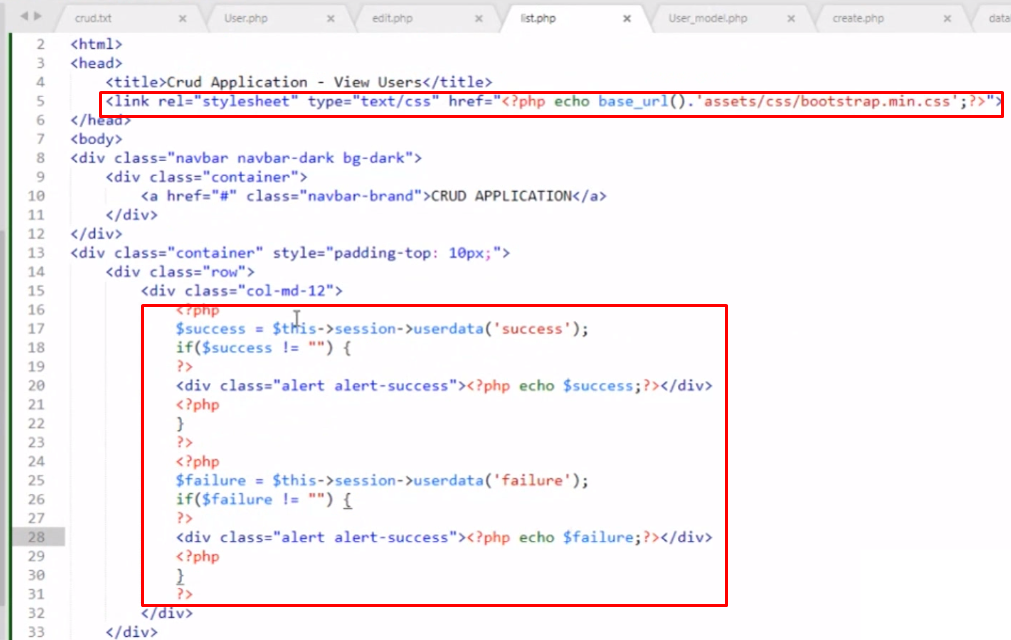 crud.txt × User.php × edit.php × list.php × User_model.php × create.php × data
2 <html>
3 <head>
4 <title>Crud Application - View Users</title>
5 <link rel="stylesheet" type="text/css" href="<?php echo base_url().'assets/css/bootstrap.min.css';?>">
6 </head>
7 <body>
8 <div class="navbar navbar-dark bg-dark">
9 <div class="container">
10 <a href="#" class="navbar-brand">CRUD APPLICATION</a>
11 </div>
12 </div>
13 <div class="container" style="padding-top: 10px;">
14 <div class="row">
15 <div class="col-md-12">
16 <?php
17 $success = $this->session->userdata('success');
18 if($success != "") {
19 ?>
20 <div class="alert alert-success"><?php echo $success;?></div>
21 <?php
22 }
23 ?>
24 <?php
25 $failure = $this->session->userdata('failure');
26 if($failure != "") {
27 ?>
28 <div class="alert alert-success"><?php echo $failure;?></div>
29 <?php
30 }
31 ?>
32 </div>
33 </div>